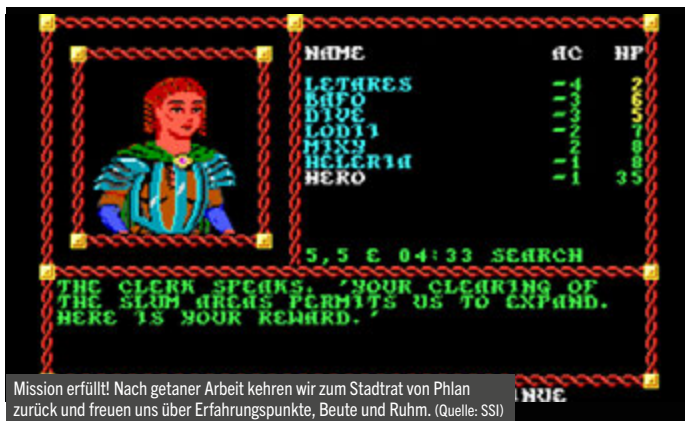 NAME AC HP
LETARES -4 2
BAFO -3 6
DIVE -3 5
LODII -2 7
MIXY 2 8
HELERIA -1 8
HERO -1 35
5,5 E 04:33 SEARCH
THE CLERK SPEAKS. 'YOUR CLEARING OF
THE SLUM AREAS PERMITS US TO EXPAND.
HERE IS YOUR REWARD.'
Mission erfüllt! Nach getaner Arbeit kehren wir zum Stadtrat von Phlan
zurück und freuen uns über Erfahrungspunkte, Beute und Ruhm. (Quelle: SSI)